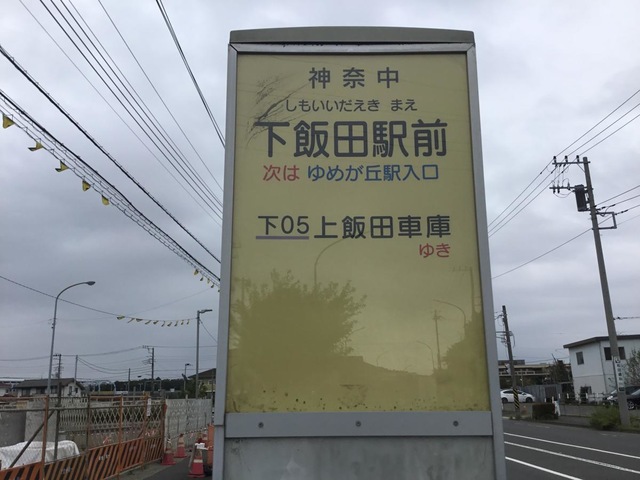 神奈中
しもいいだえき まえ
下飯田駅前
次は ゆめが丘駅入口
下05上飯田車庫
ゆき